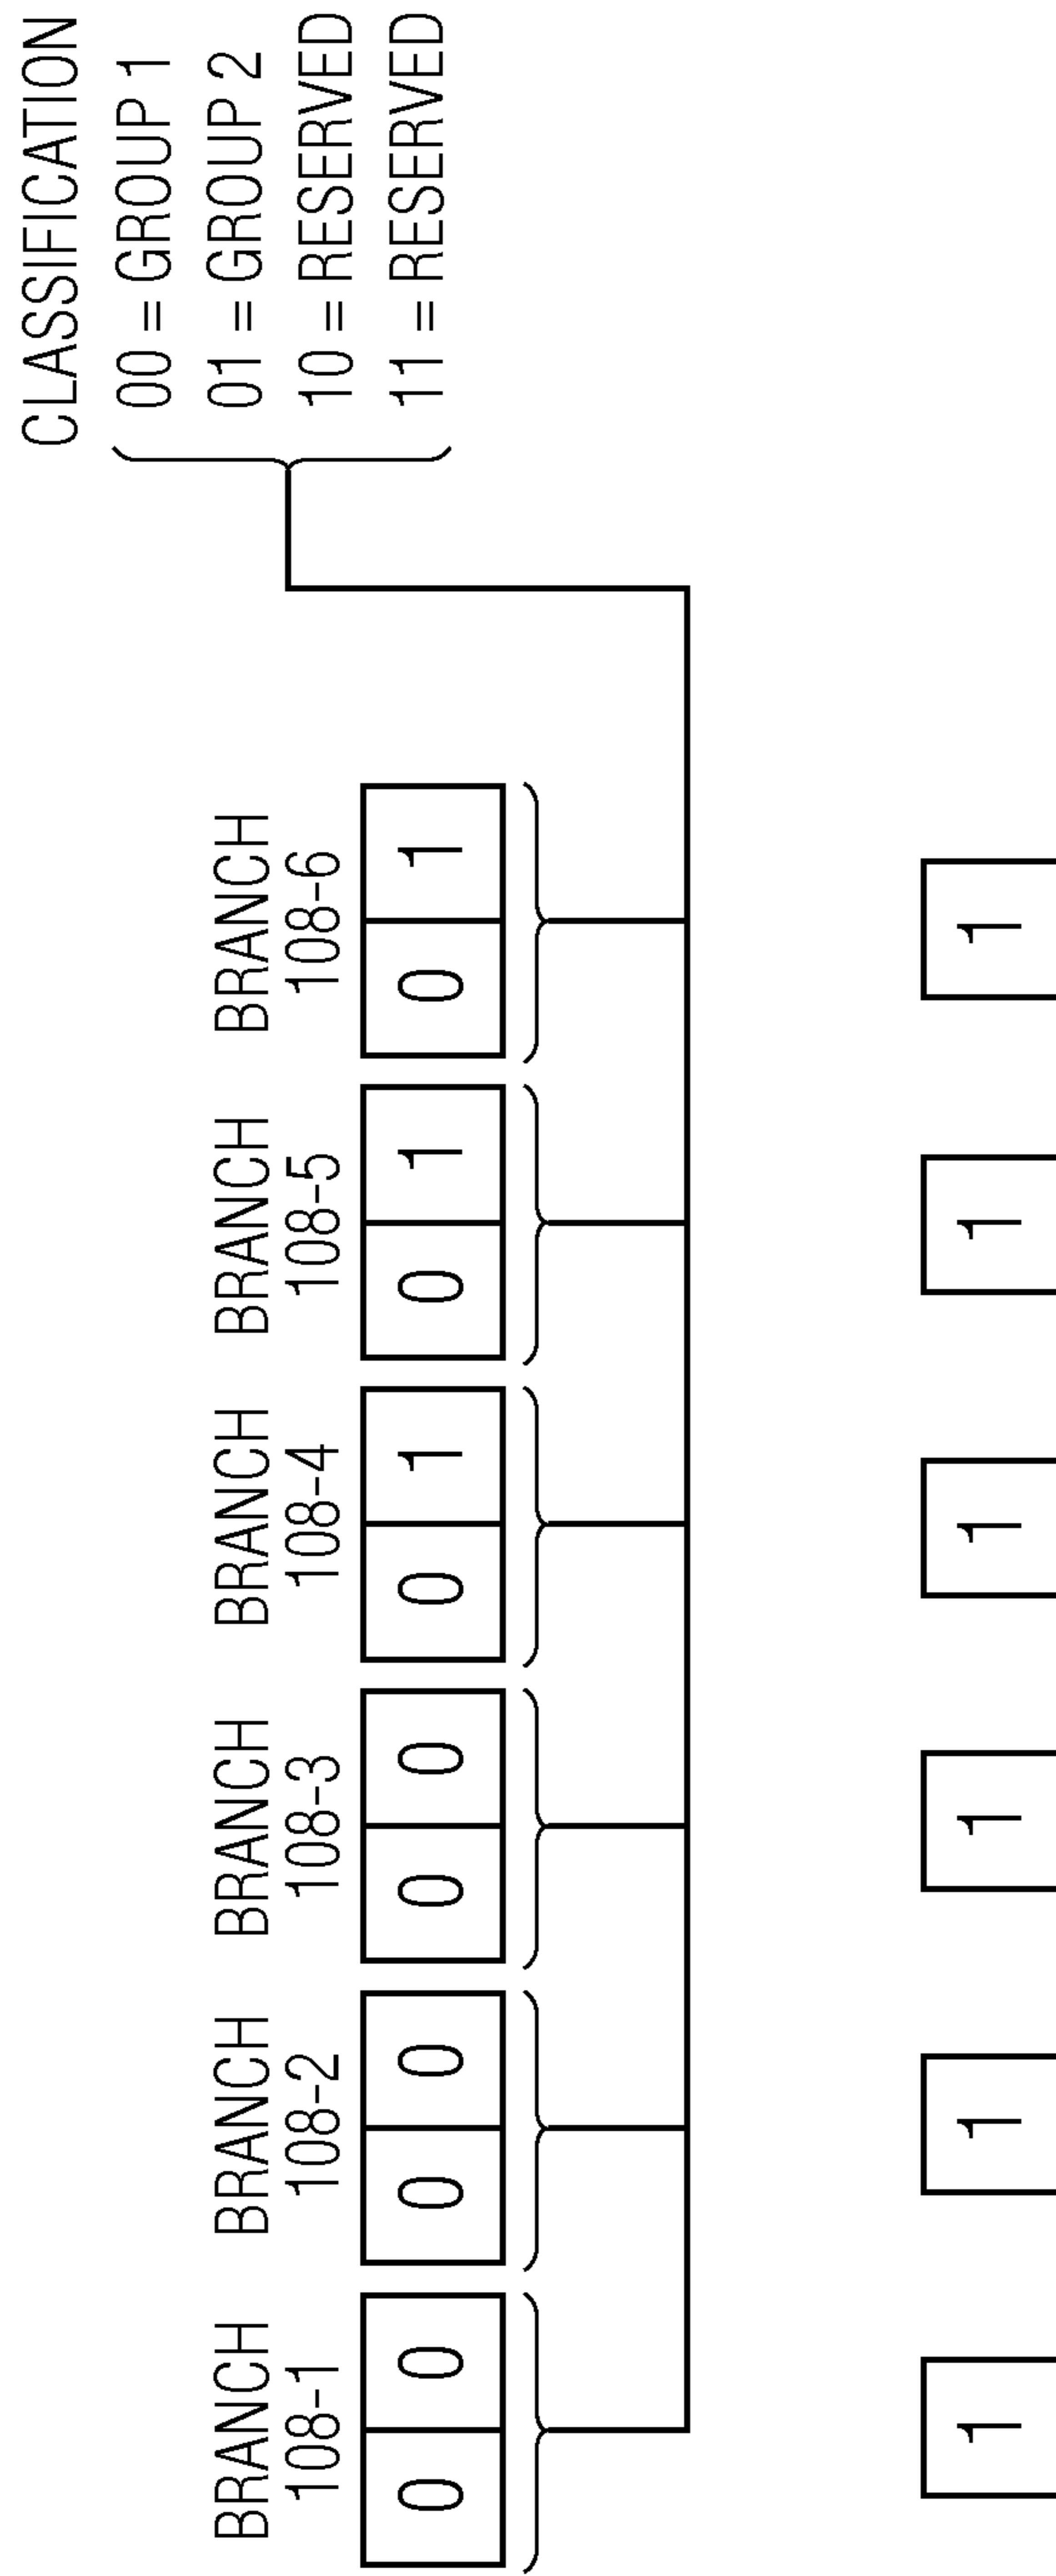 CLASSIFICATION
00 = GROUP 1
01 = GROUP 2
10 = RESERVED
11 = RESERVED
BRANCH
108-1
BRANCH
108-2
BRANCH
108-3
BRANCH
108-4
BRANCH
108-5
BRANCH
108-6
0 0 0 0 0 0 0 1 0 1 0 1
1 1 1 1 1 1